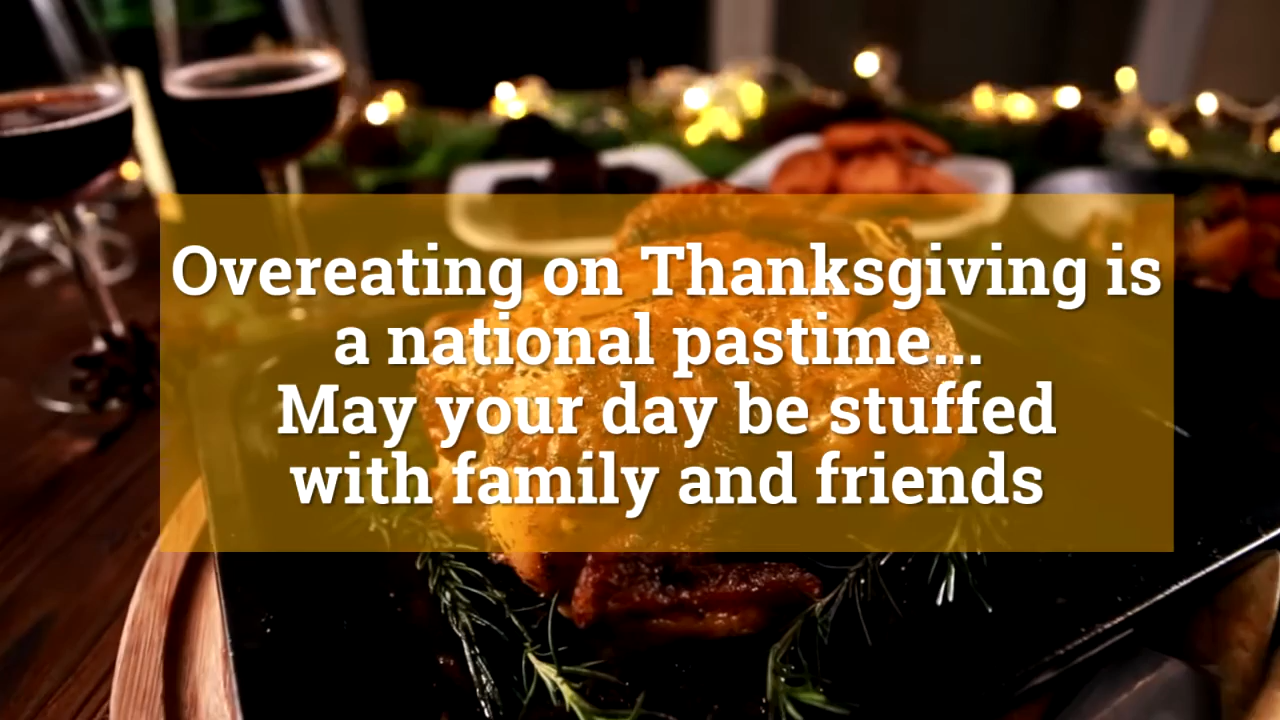 Overeating on Thanksgiving is
a national pastime...
May your day be stuffed
with family and friends